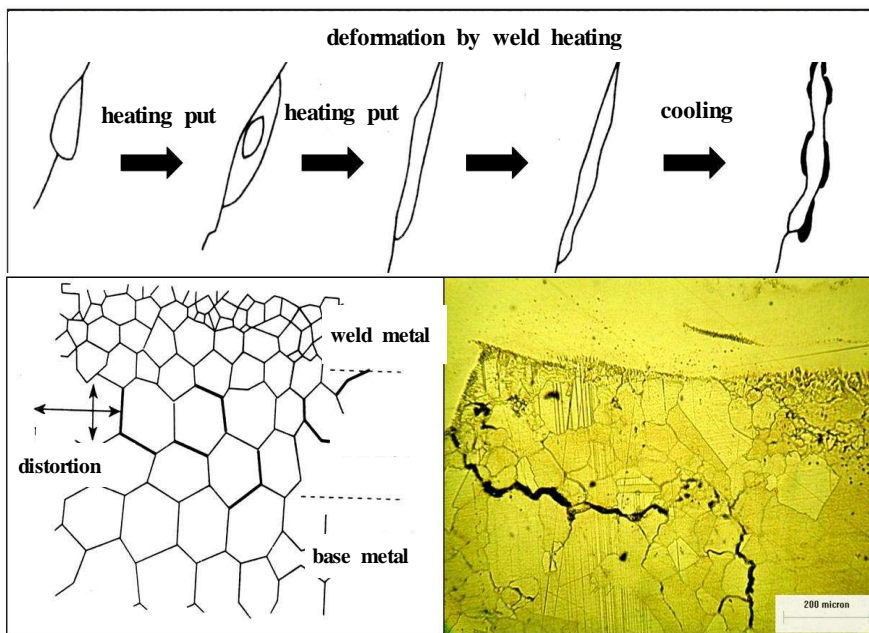 deformation by weld heating
heating put
heating put
cooling
weld metal
distortion
base metal
200 micron